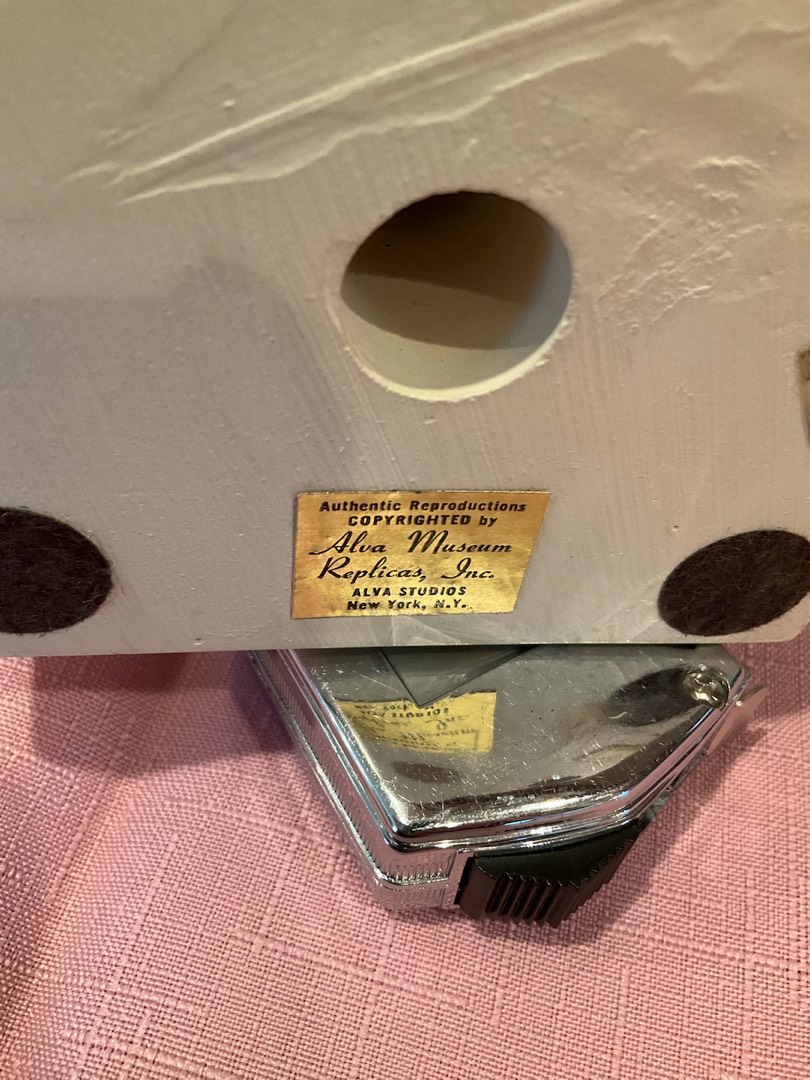 Authentic Reproductions
COPYRIGHTED by
Alva Museum
Replicas, Inc.
ALVA STUDIOS
New York, N.Y.